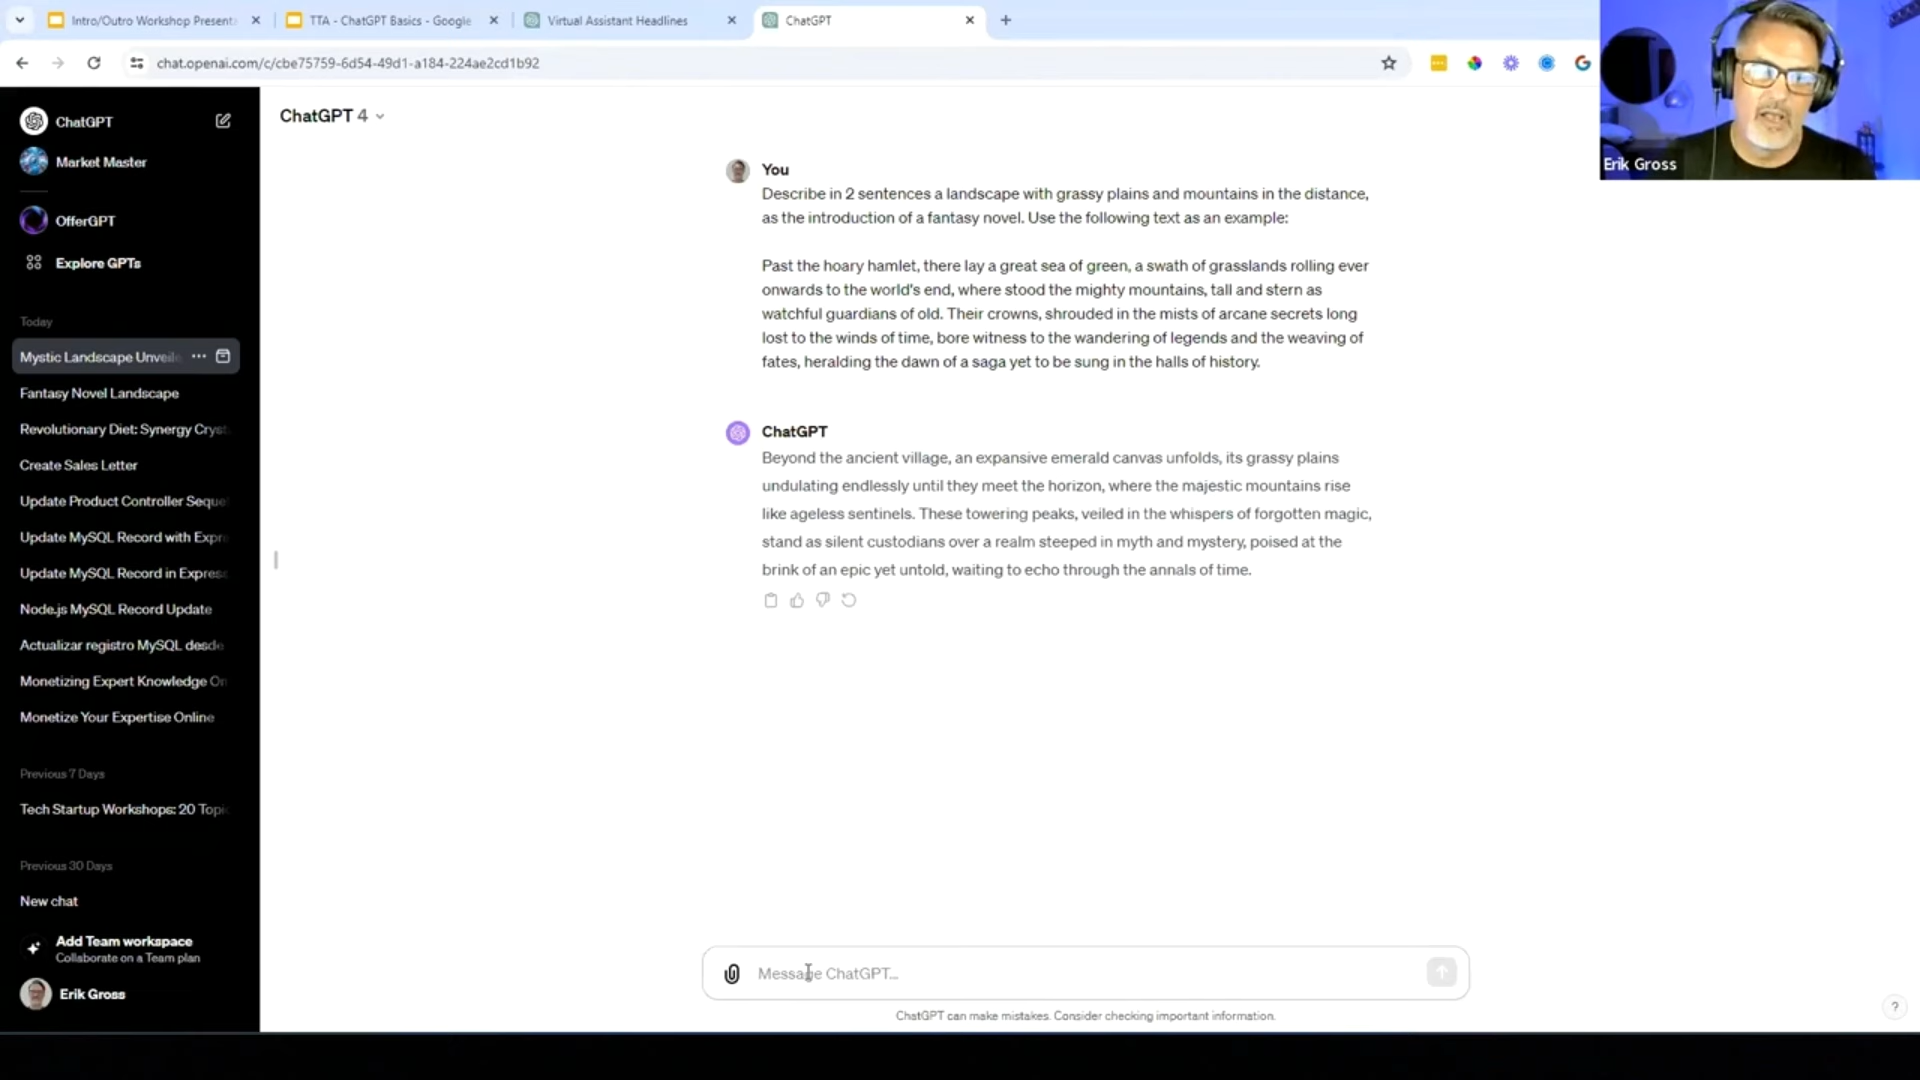 Intro/Outro Workshop Present
TTA - ChatGPT Basics - Google
Virtual Assistant Headlines
ChatGPT
chat.openai.com/c/cbe75759-6d54-49d1-a184-224ae2cd1b92
Erik Gross
ChatGPT
Market Master
OfferGPT
Explore GPTs
Today
Mystic Landscape Unveile
Fantasy Novel Landscape
Revolutionary Diet: Synergy Cryst
Create Sales Letter
Update Product Controller Seque
Update MySQL Record with Expre
Update MySQL Record in Express
Node.js MySQL Record Update
Actualizar registro MySQL desde
Monetizing Expert Knowledge On
Monetize Your Expertise Online
Previous 7 Days
Tech Startup Workshops: 20 Topi
Previous 30 Days
New chat
Add Team workspace
Collaborate on a Team plan
Erik Gross
ChatGPT 4
You
Describe in 2 sentences a landscape with grassy plains and mountains in the distance,
as the introduction of a fantasy novel. Use the following text as an example:
Past the hoary hamlet, there lay a great sea of green, a swath of grasslands rolling ever
onwards to the world's end, where stood the mighty mountains, tall and stern as
watchful guardians of old. Their crowns, shrouded in the mists of arcane secrets long
lost to the winds of time, bore witness to the wandering of legends and the weaving of
fates, heralding the dawn of a saga yet to be sung in the halls of history.
ChatGPT
Beyond the ancient village, an expansive emerald canvas unfolds, its grassy plains
undulating endlessly until they meet the horizon, where the majestic mountains rise
like ageless sentinels. These towering peaks, veiled in the whispers of forgotten magic,
stand as silent custodians over a realm steeped in myth and mystery, poised at the
brink of an epic yet untold, waiting to echo through the annals of time.
Message ChatGPT...
ChatGPT can make mistakes. Consider checking important information.
?